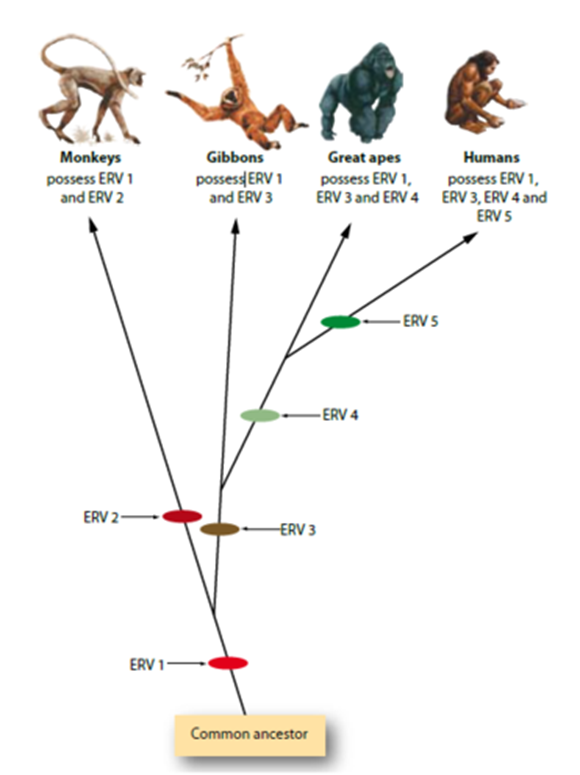 Monkeys
possess ERV 1
and ERV 2
Gibbons
possess ERV 1
and ERV 3
Great apes
possess ERV 1,
ERV 3 and ERV 4
Humans
possess ERV 1,
ERV 3, ERV 4 and
ERV 5
ERV 5
ERV 4
ERV 2
ERV 3
ERV 1
Common ancestor